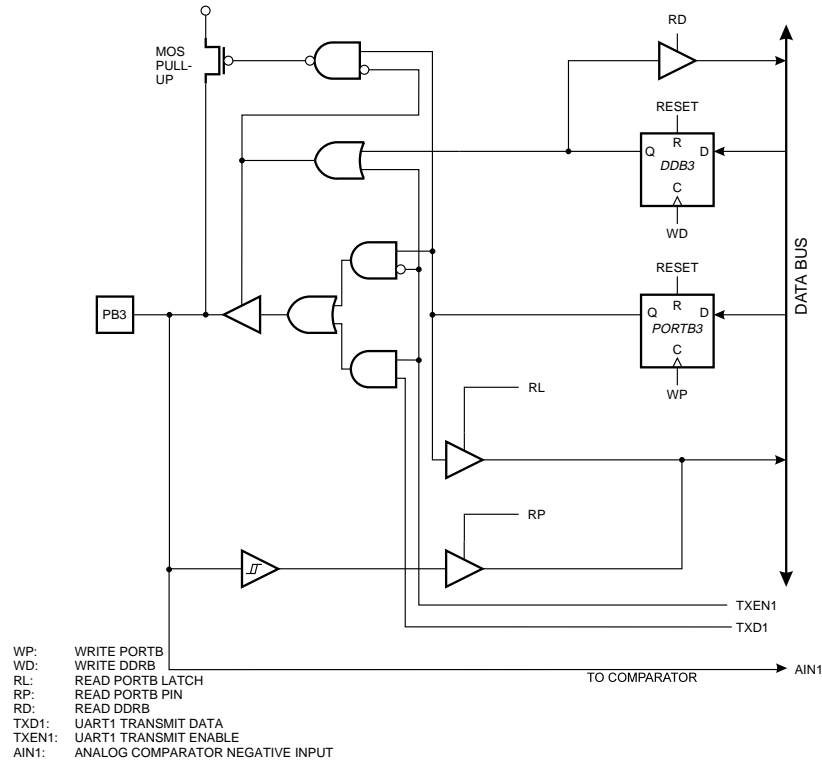 RD
MOS
PULL-
UP
RESET
R
Q D
DDB3
C
WD
RESET
R
Q D
PORTB3
C
WP
PB3
DATA BUS
RL
RP
TXEN1
TXD1
TO COMPARATOR
AIN1
WP: WRITE PORTB
WD: WRITE DDRB
RL: READ PORTB LATCH
RP: READ PORTB PIN
RD: READ DDRB
TXD1: UART1 TRANSMIT DATA
TXEN1: UART1 TRANSMIT ENABLE
AIN1: ANALOG COMPARATOR NEGATIVE INPUT